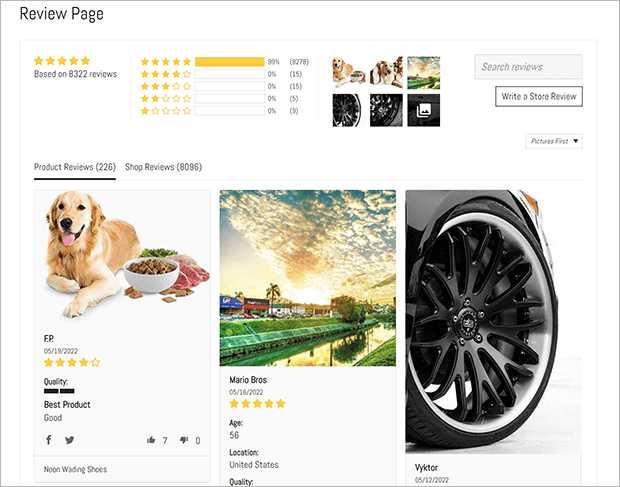 Review Page
Based on 8322 reviews
99% (8278)
0% (15)
0% (15)
0% (5)
0% (9)
Search reviews
Write a Store Review
Pictures First ▼
Product Reviews (226) Shop Reviews (8096)
F.P.
05/19/2022
Quality:
Best Product
Good
7 0
Neon Wading Shoes
Mario Bros
05/16/2022
Age:
56
Location:
United States
Quality:
Vyktor
05/12/2022